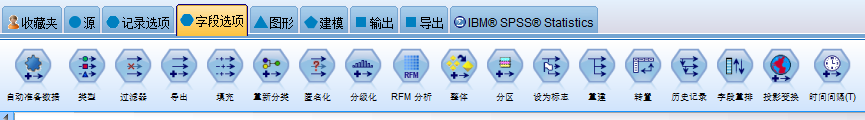 收藏夹 源 记录选项 字段选项 图形 建模 输出 导出 IBM® SPSS® Statistics
自动准备数据 类型 过滤器 导出 填充 重新分类 匿名化 分级化 RFM 分析 整体 分区 设为标志 重建 转置 历史记录 字段重排 投影变换 时间间隔(T)